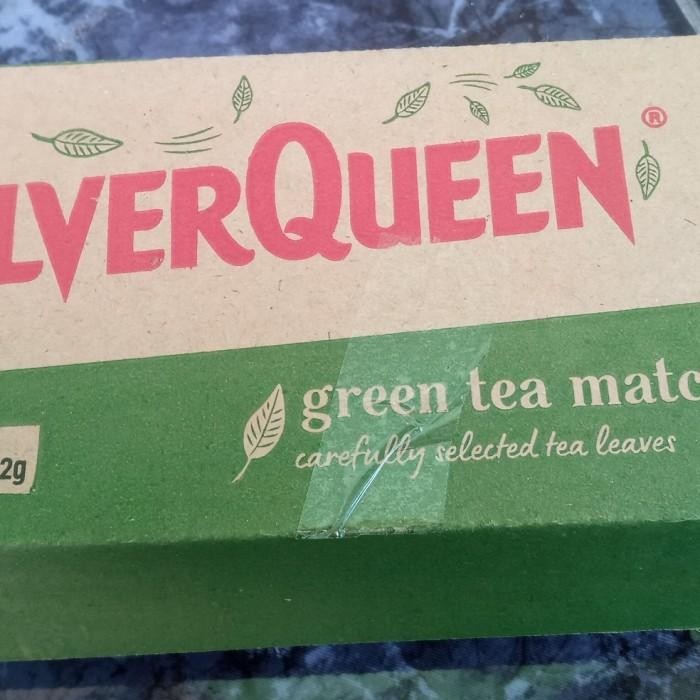 LVERQUEEN®
green tea matc
carefully selected tea leaves
2g